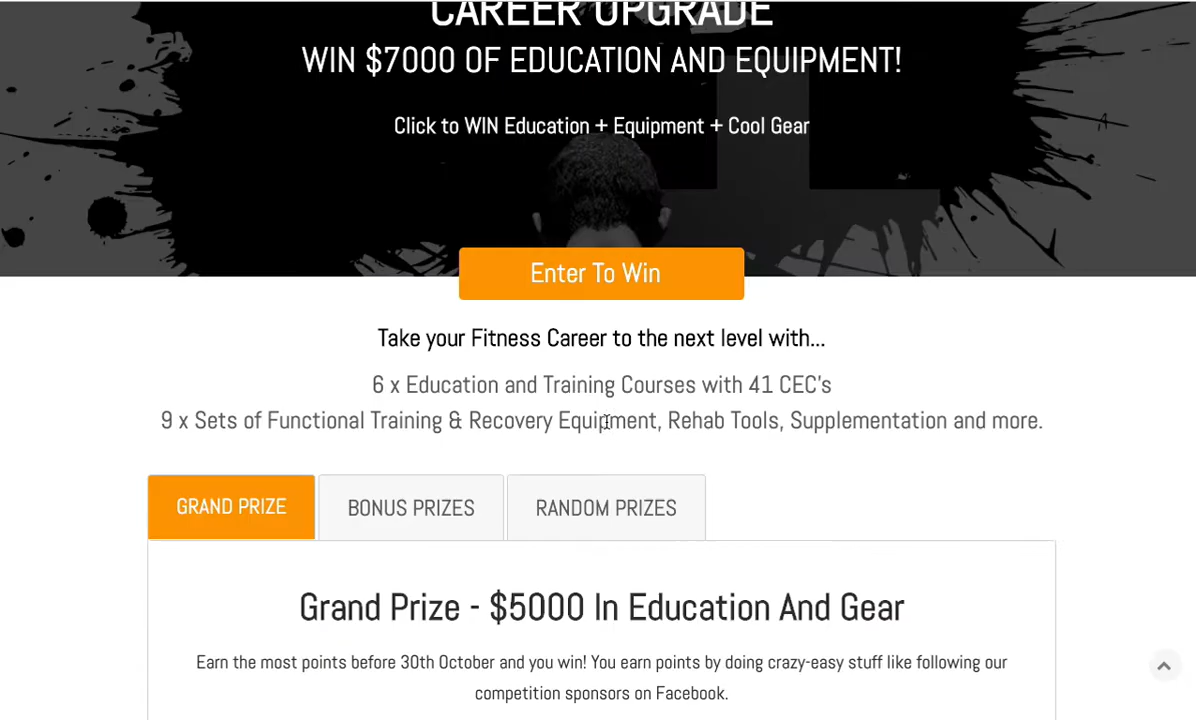 CAREER UPGRADE
WIN $7000 OF EDUCATION AND EQUIPMENT!
Click to WIN Education + Equipment + Cool Gear
Enter To Win
Take your Fitness Career to the next level with...
6 x Education and Training Courses with 41 CEC's
9 x Sets of Functional Training & Recovery Equipment, Rehab Tools, Supplementation and more.
GRAND PRIZE
BONUS PRIZES
RANDOM PRIZES
Grand Prize - $5000 In Education And Gear
Earn the most points before 30th October and you win! You earn points by doing crazy-easy stuff like following our
competition sponsors on Facebook.